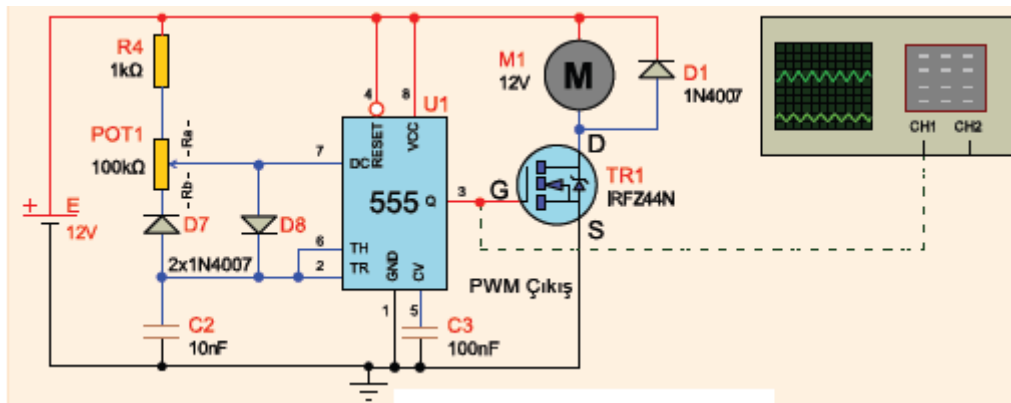 R4
1kΩ
POT1
100kΩ
Ra
Rb
E
12V
D7
D8
2x1N4007
C2
10nF
4
8
U1
RESET
VCC
7
DC
555
Q
3
6
TH
2
TR
GND
CV
1
5
C3
100nF
M1
12V
M
D1
1N4007
D
G
S
TR1
IRFZ44N
PWM Çıkış
CH1
CH2